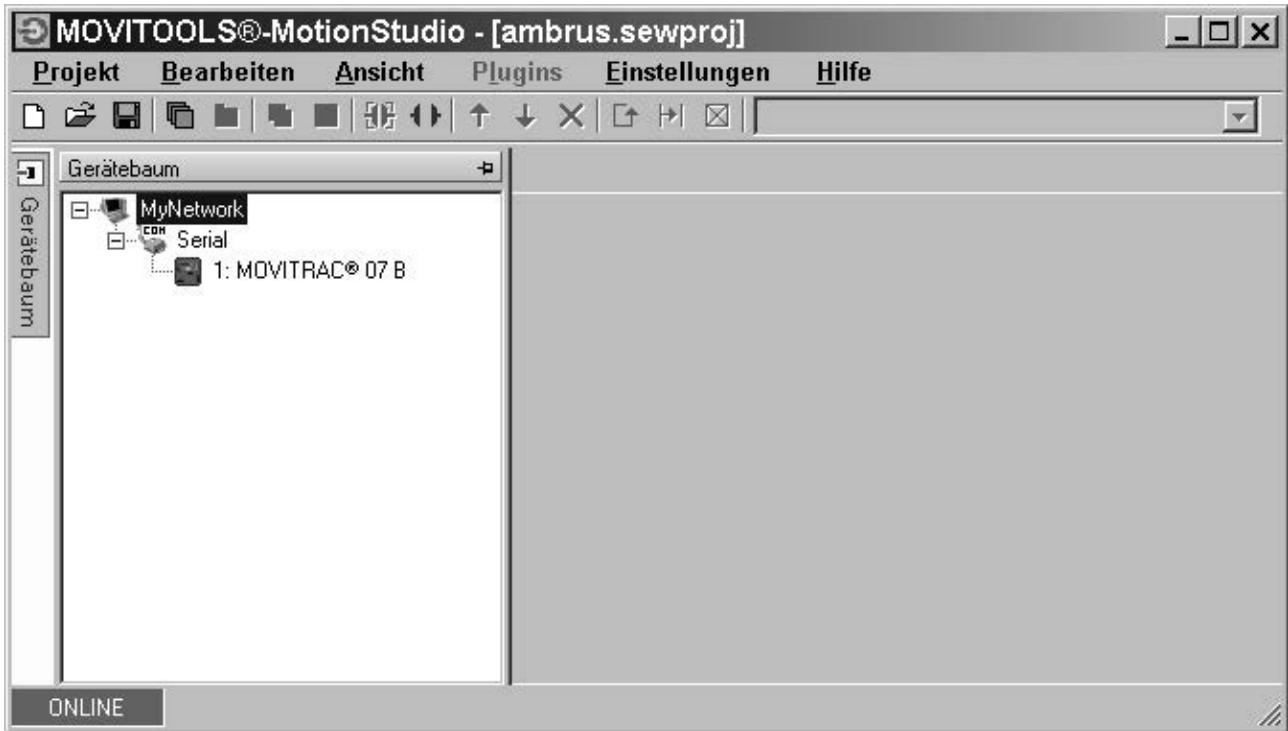 MOVITOOLS®-MotionStudio - [ambrus.sewproj]
Projekt Bearbeiten Ansicht Plugins Einstellungen Hilfe
Gerätebaum
Gerätebaum
MyNetwork
COM
Serial
1: MOVITRAC® 07 B
ONLINE